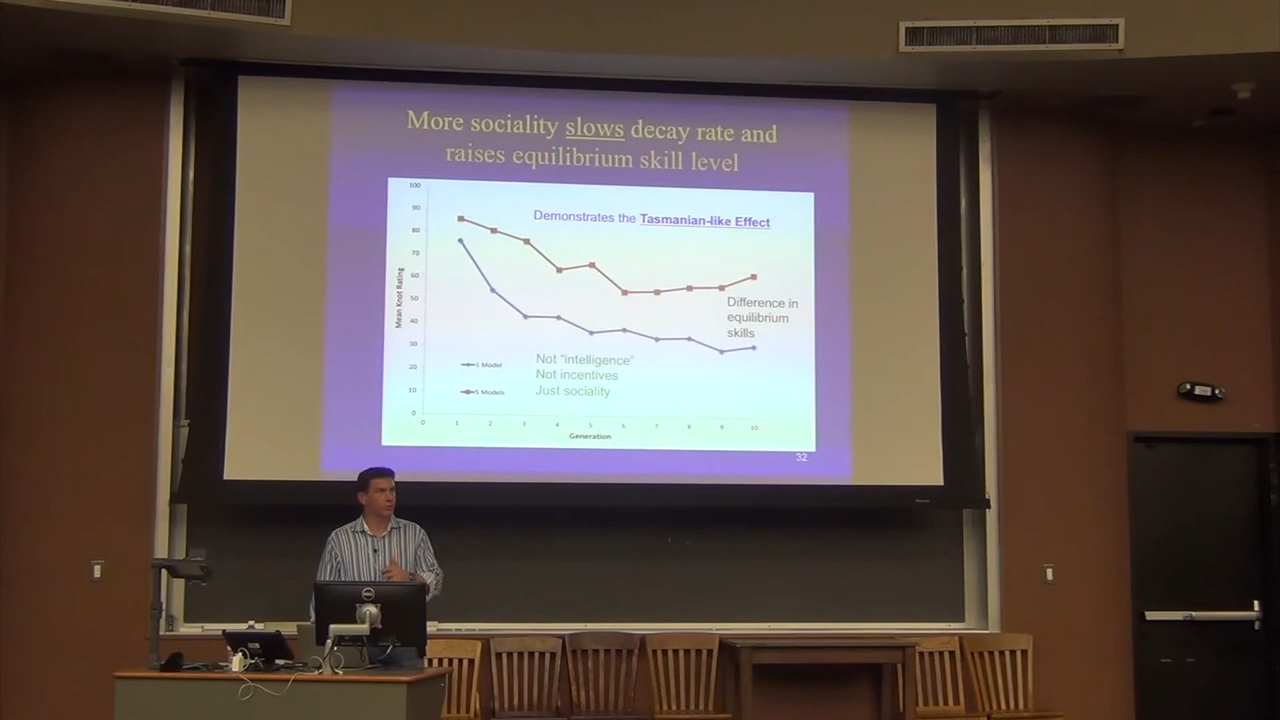 More sociality slows decay rate and
raises equilibrium skill level
100
90
80
70
60
50
40
30
20
10
0
Mean Knot Rating
Demonstrates the Tasmanian-like Effect
Difference in
equilibrium
skills
1 Model
5 Models
Not "intelligence"
Not incentives
Just sociality
0 1 2 3 4 5 6 7 8 9 10
Generation
32
DELL